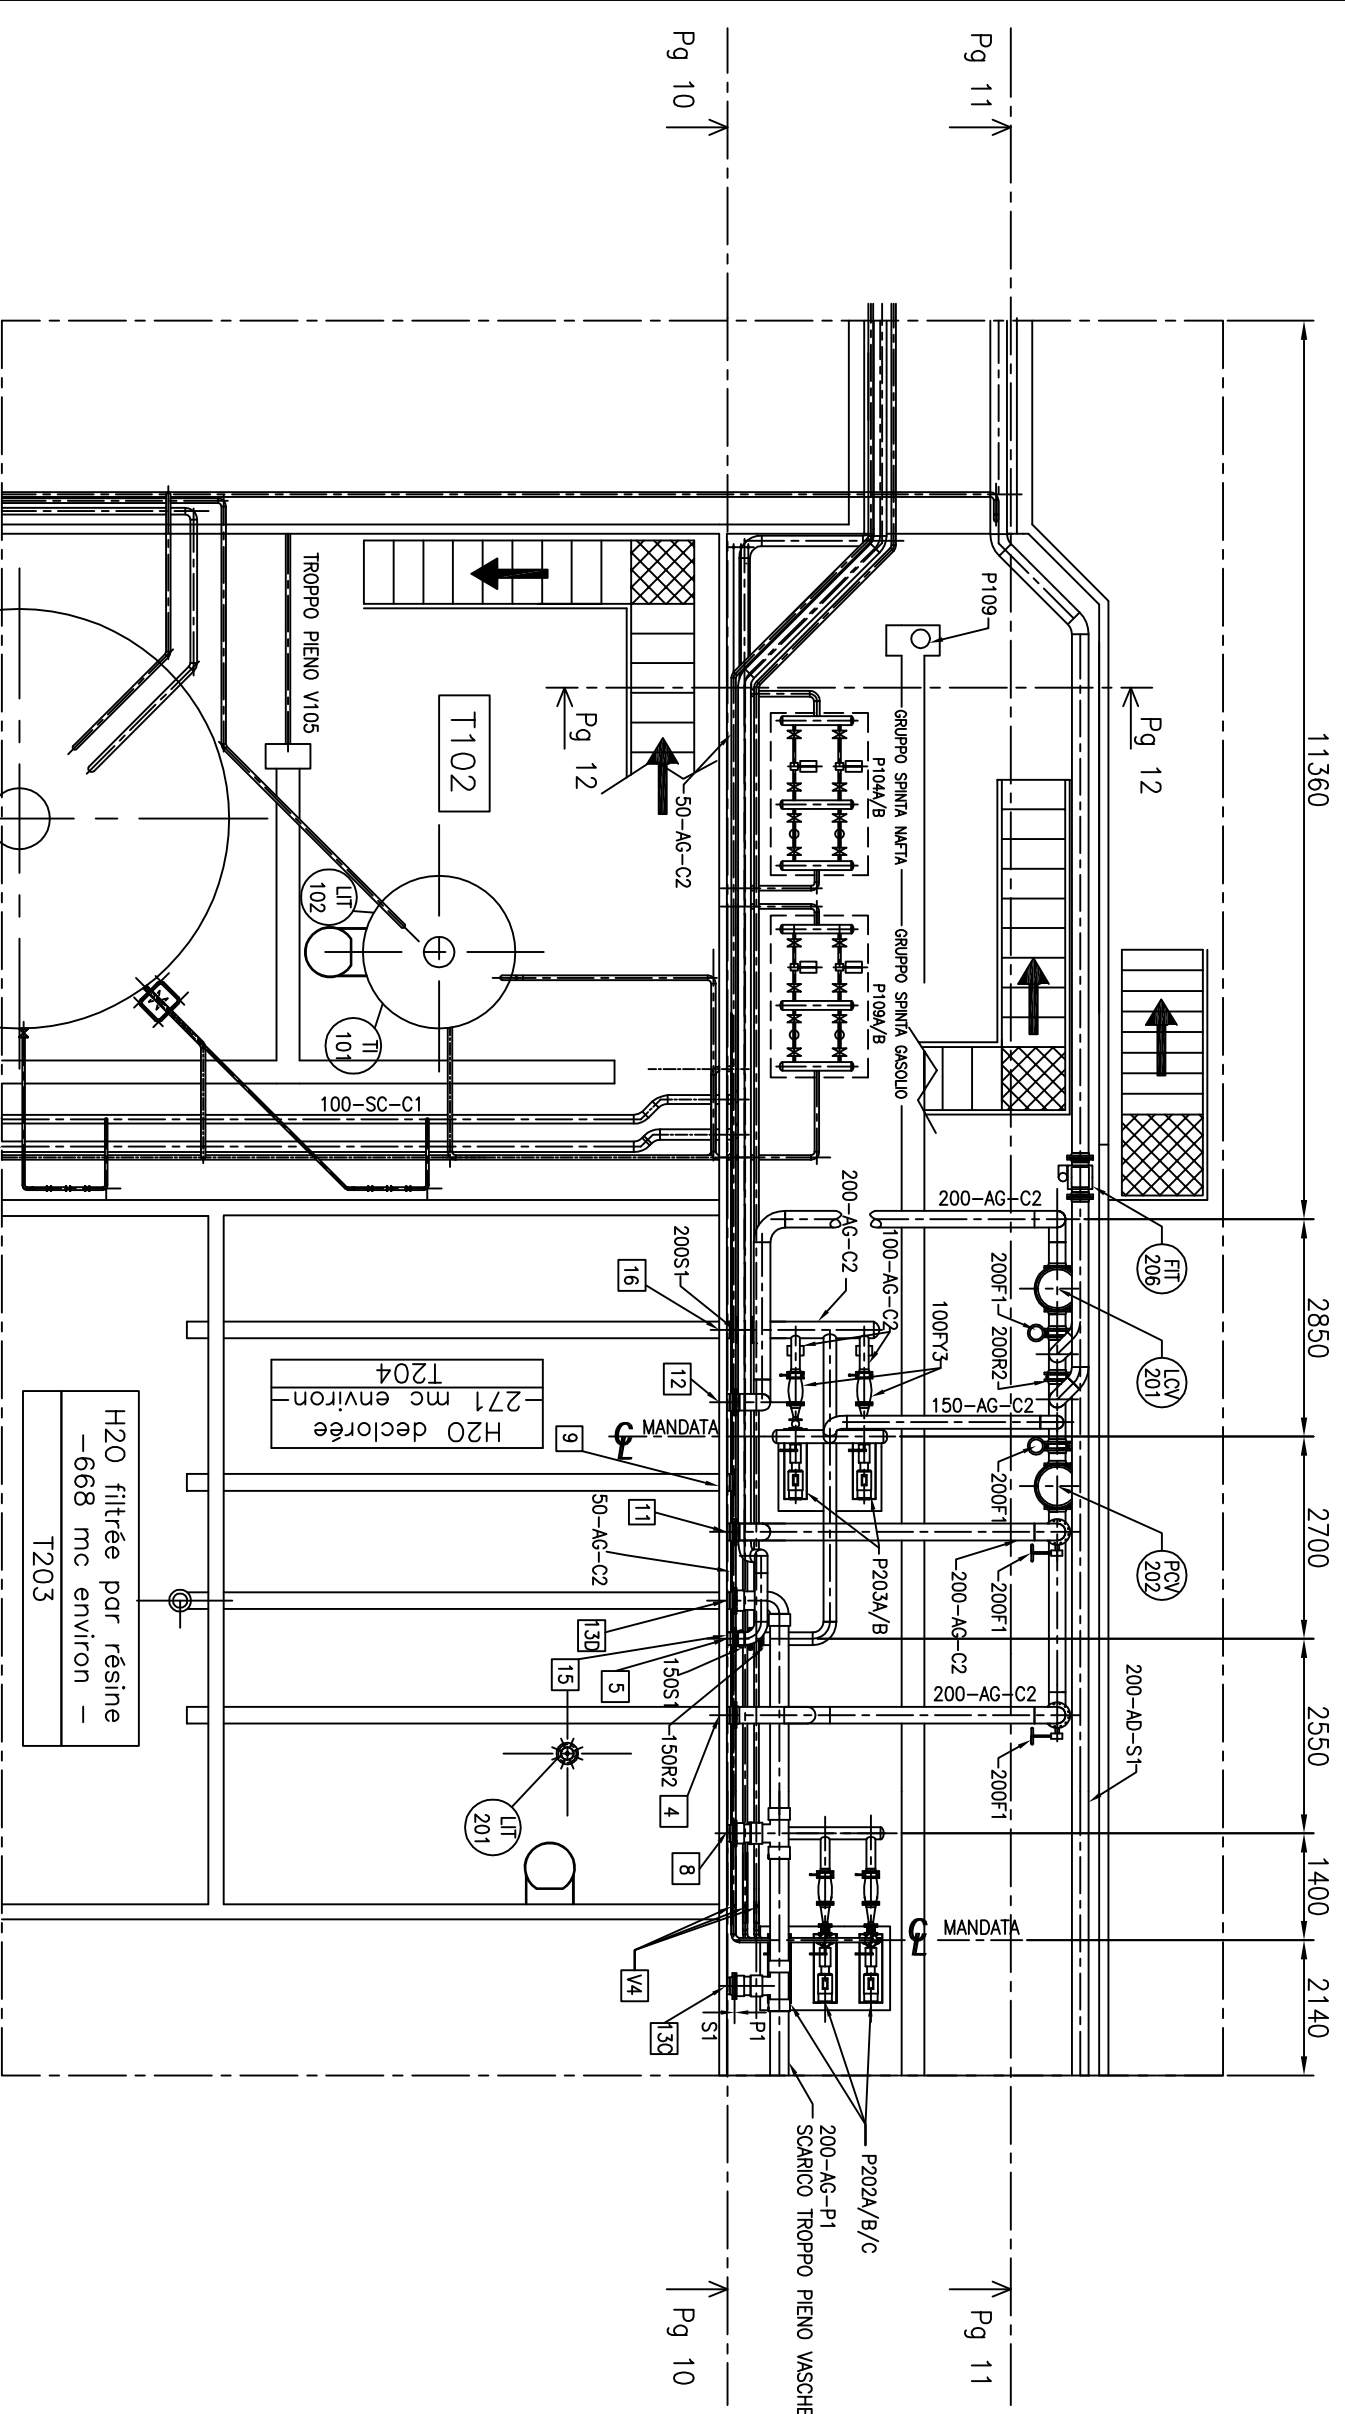 Pg 11
Pg 10
11360
2850
2700
2550
1400
2140
Pg 12
Pg 12
P109
GRUPPO SPINTA NAFTA
P104A/B
GRUPPO SPINTA GASOLIO
P109A/B
TROPPO PIENO V105
T102
50-AG-C2
LIT
102
TI
101
100-SC-C1
FIT
206
LCV
201
PCV
202
200-AG-C2
200F1
200R2
150-AG-C2
200F1
200F1
200-AG-C2
200-AG-C2
200F1
200-AD-S1
200-AG-C2
100-AG-C2
100FY3
200S1
16
12
MANDATA
9
11
50-AG-C2
13D
15
5
150S1
150R2
4
8
P203A/B
H2O declorée
-271 mc environ-
T204
H2O filtrée par résine
-668 mc environ -
T203
LIT
201
MANDATA
V4
13C
S1
P1
P202A/B/C
200-AG-P1
SCARICO TROPPO PIENO VASCHE
Pg 11
Pg 10